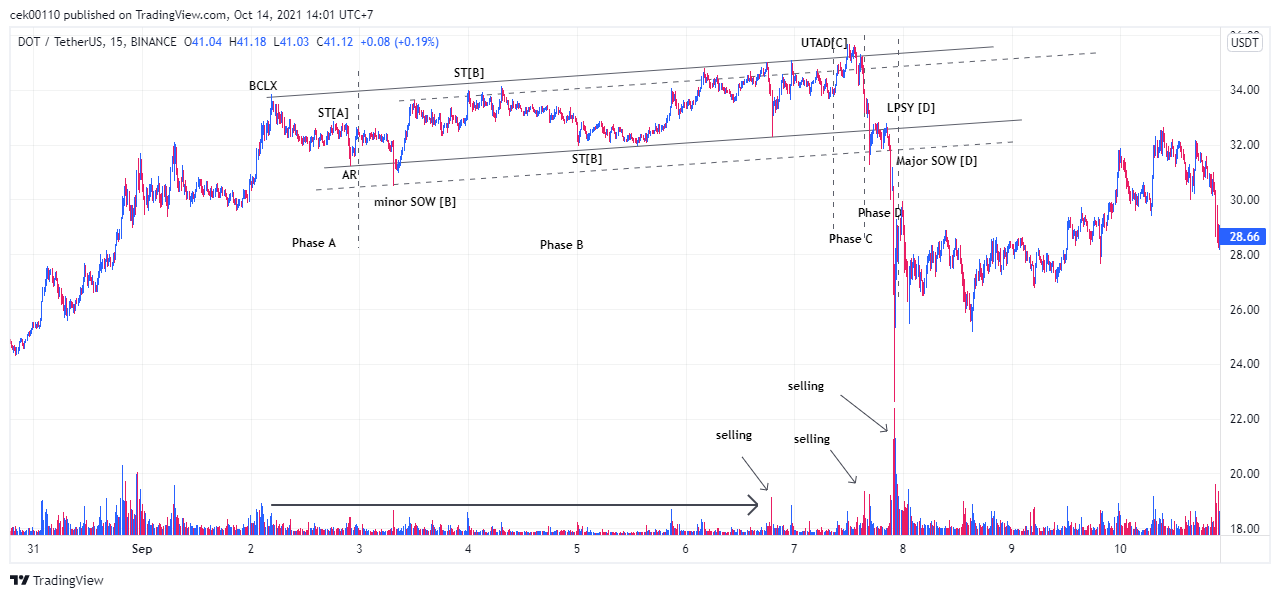 cek00110 published on TradingView.com, Oct 14, 2021 14:01 UTC+7
DOT / TetherUS, 15, BINANCE O41.04 H41.18 L41.03 C41.12 +0.08 (+0.19%)
USDT
UTAD[C]
ST[B]
BCLX
34.00
ST[A]
LPSY [D]
32.00
ST[B]
Major SOW [D]
AR
minor SOW [B]
30.00
Phase D
Phase A
Phase B
Phase C
28.66
28.00
26.00
24.00
selling
22.00
selling
selling
20.00
18.00
31 Sep 2 3 4 5 6 7 8 9 10
TradingView